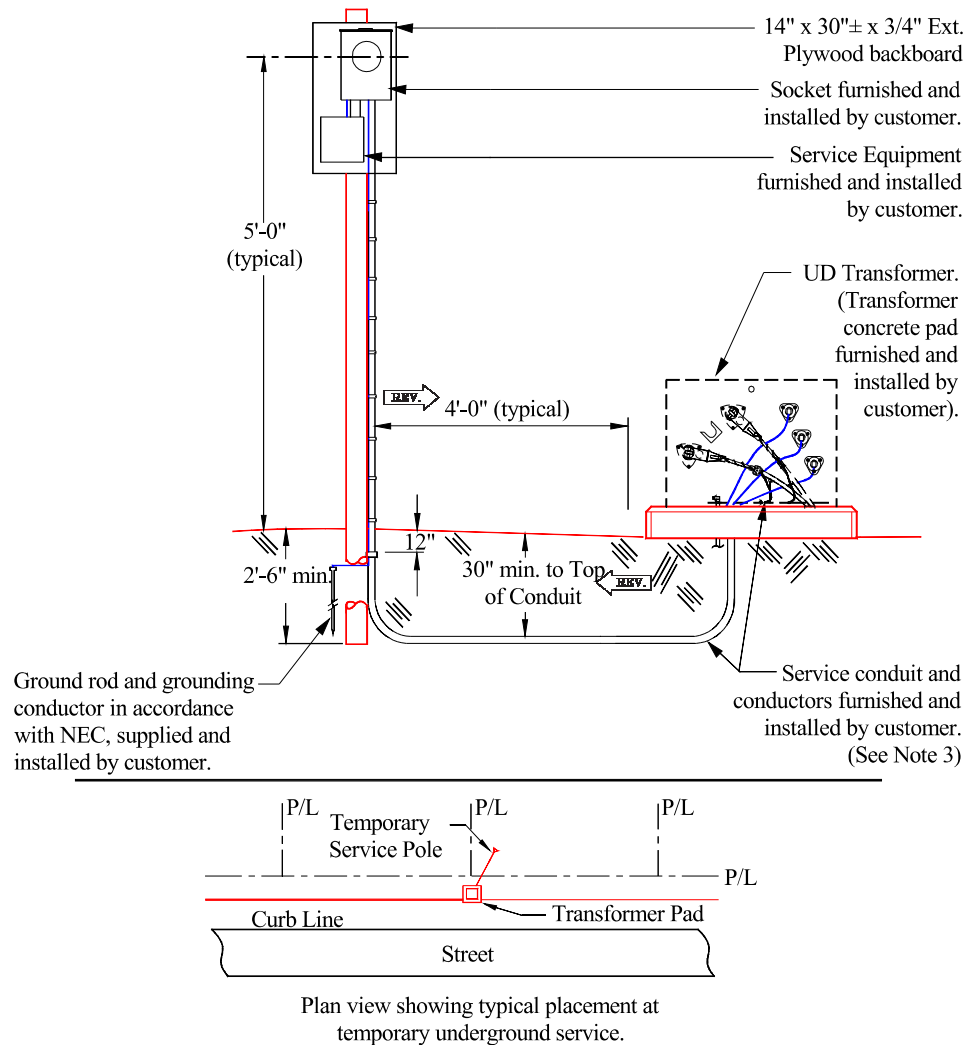 14" x 30"± x 3/4" Ext.
Plywood backboard
Socket furnished and
installed by customer.
Service Equipment
furnished and installed
by customer.
5'-0"
(typical)
UD Transformer.
(Transformer
concrete pad
furnished and
installed by
customer).
REV.
4'-0" (typical)
12"
2'-6" min.
30" min. to Top
of Conduit
REV.
Ground rod and grounding
conductor in accordance
with NEC, supplied and
installed by customer.
Service conduit and
conductors furnished and
installed by customer.
(See Note 3)
P/L
P/L
P/L
Temporary
Service Pole
P/L
Curb Line
Transformer Pad
Street
Plan view showing typical placement at
temporary underground service.